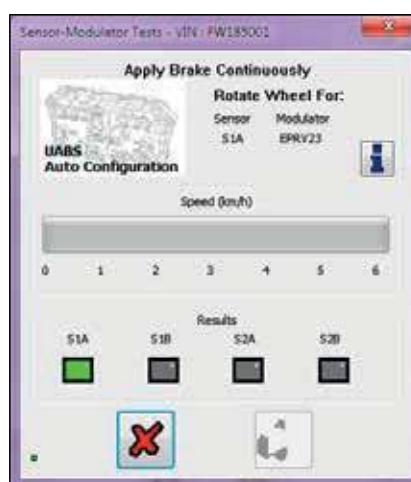 Sensor-Modulator Tests - VIN : FW185001
Apply Brake Continuously
Rotate Wheel For:
Sensor Modulator
S1A EPRV23
UABS
Auto Configuration
Speed (km/h)
0 1 2 3 4 5 6
Results
S1A S1B S2A S2B